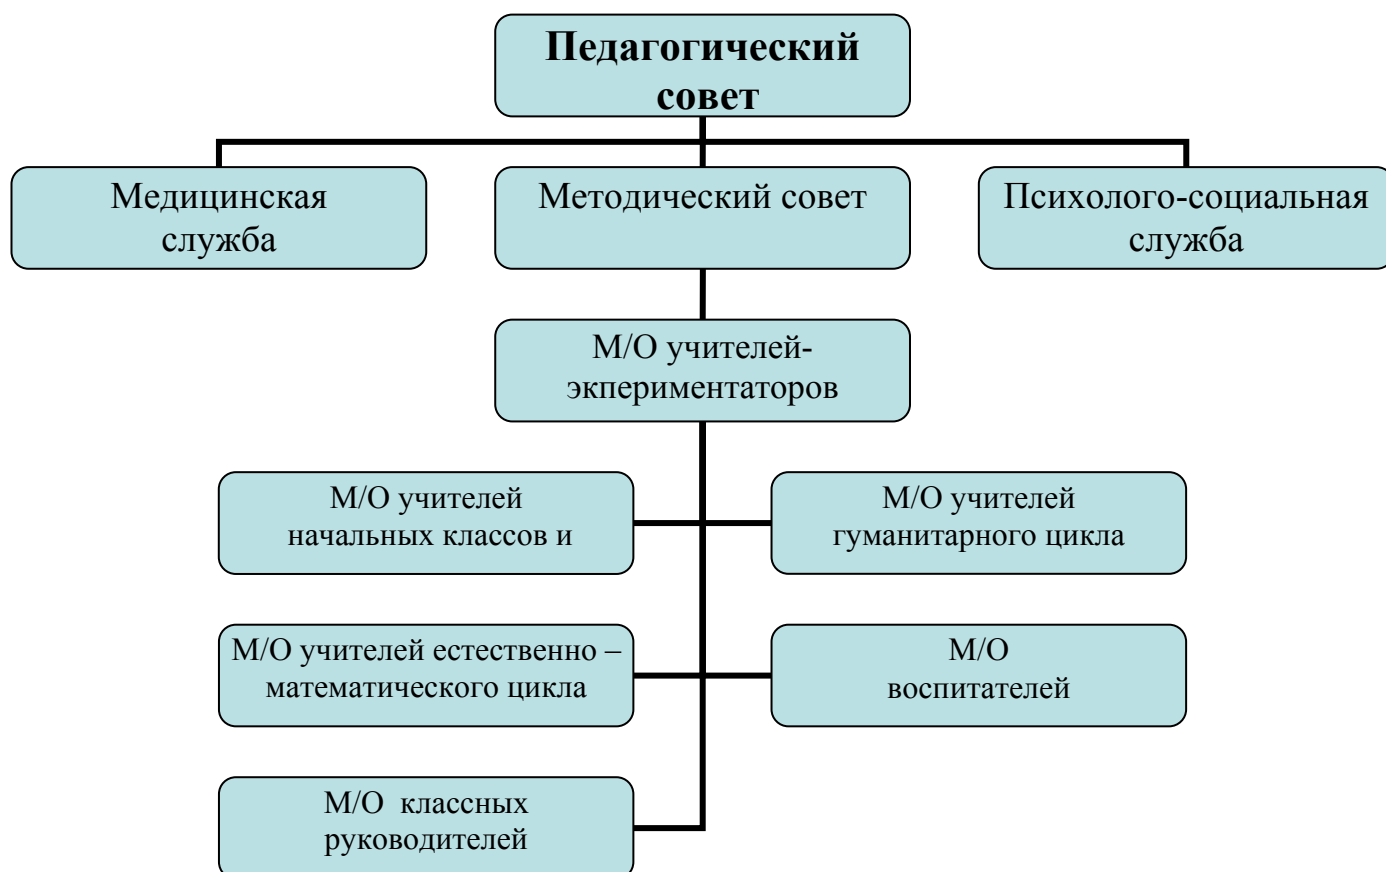 Педагогический
совет
Медицинская
служба
Методический совет
Психолого-социальная
служба
М/О учителей-
экпериментаторов
М/О учителей
начальных классов и
М/О учителей
гуманитарного цикла
М/О учителей естественно –
математического цикла
М/О
воспитателей
М/О классных
руководителей